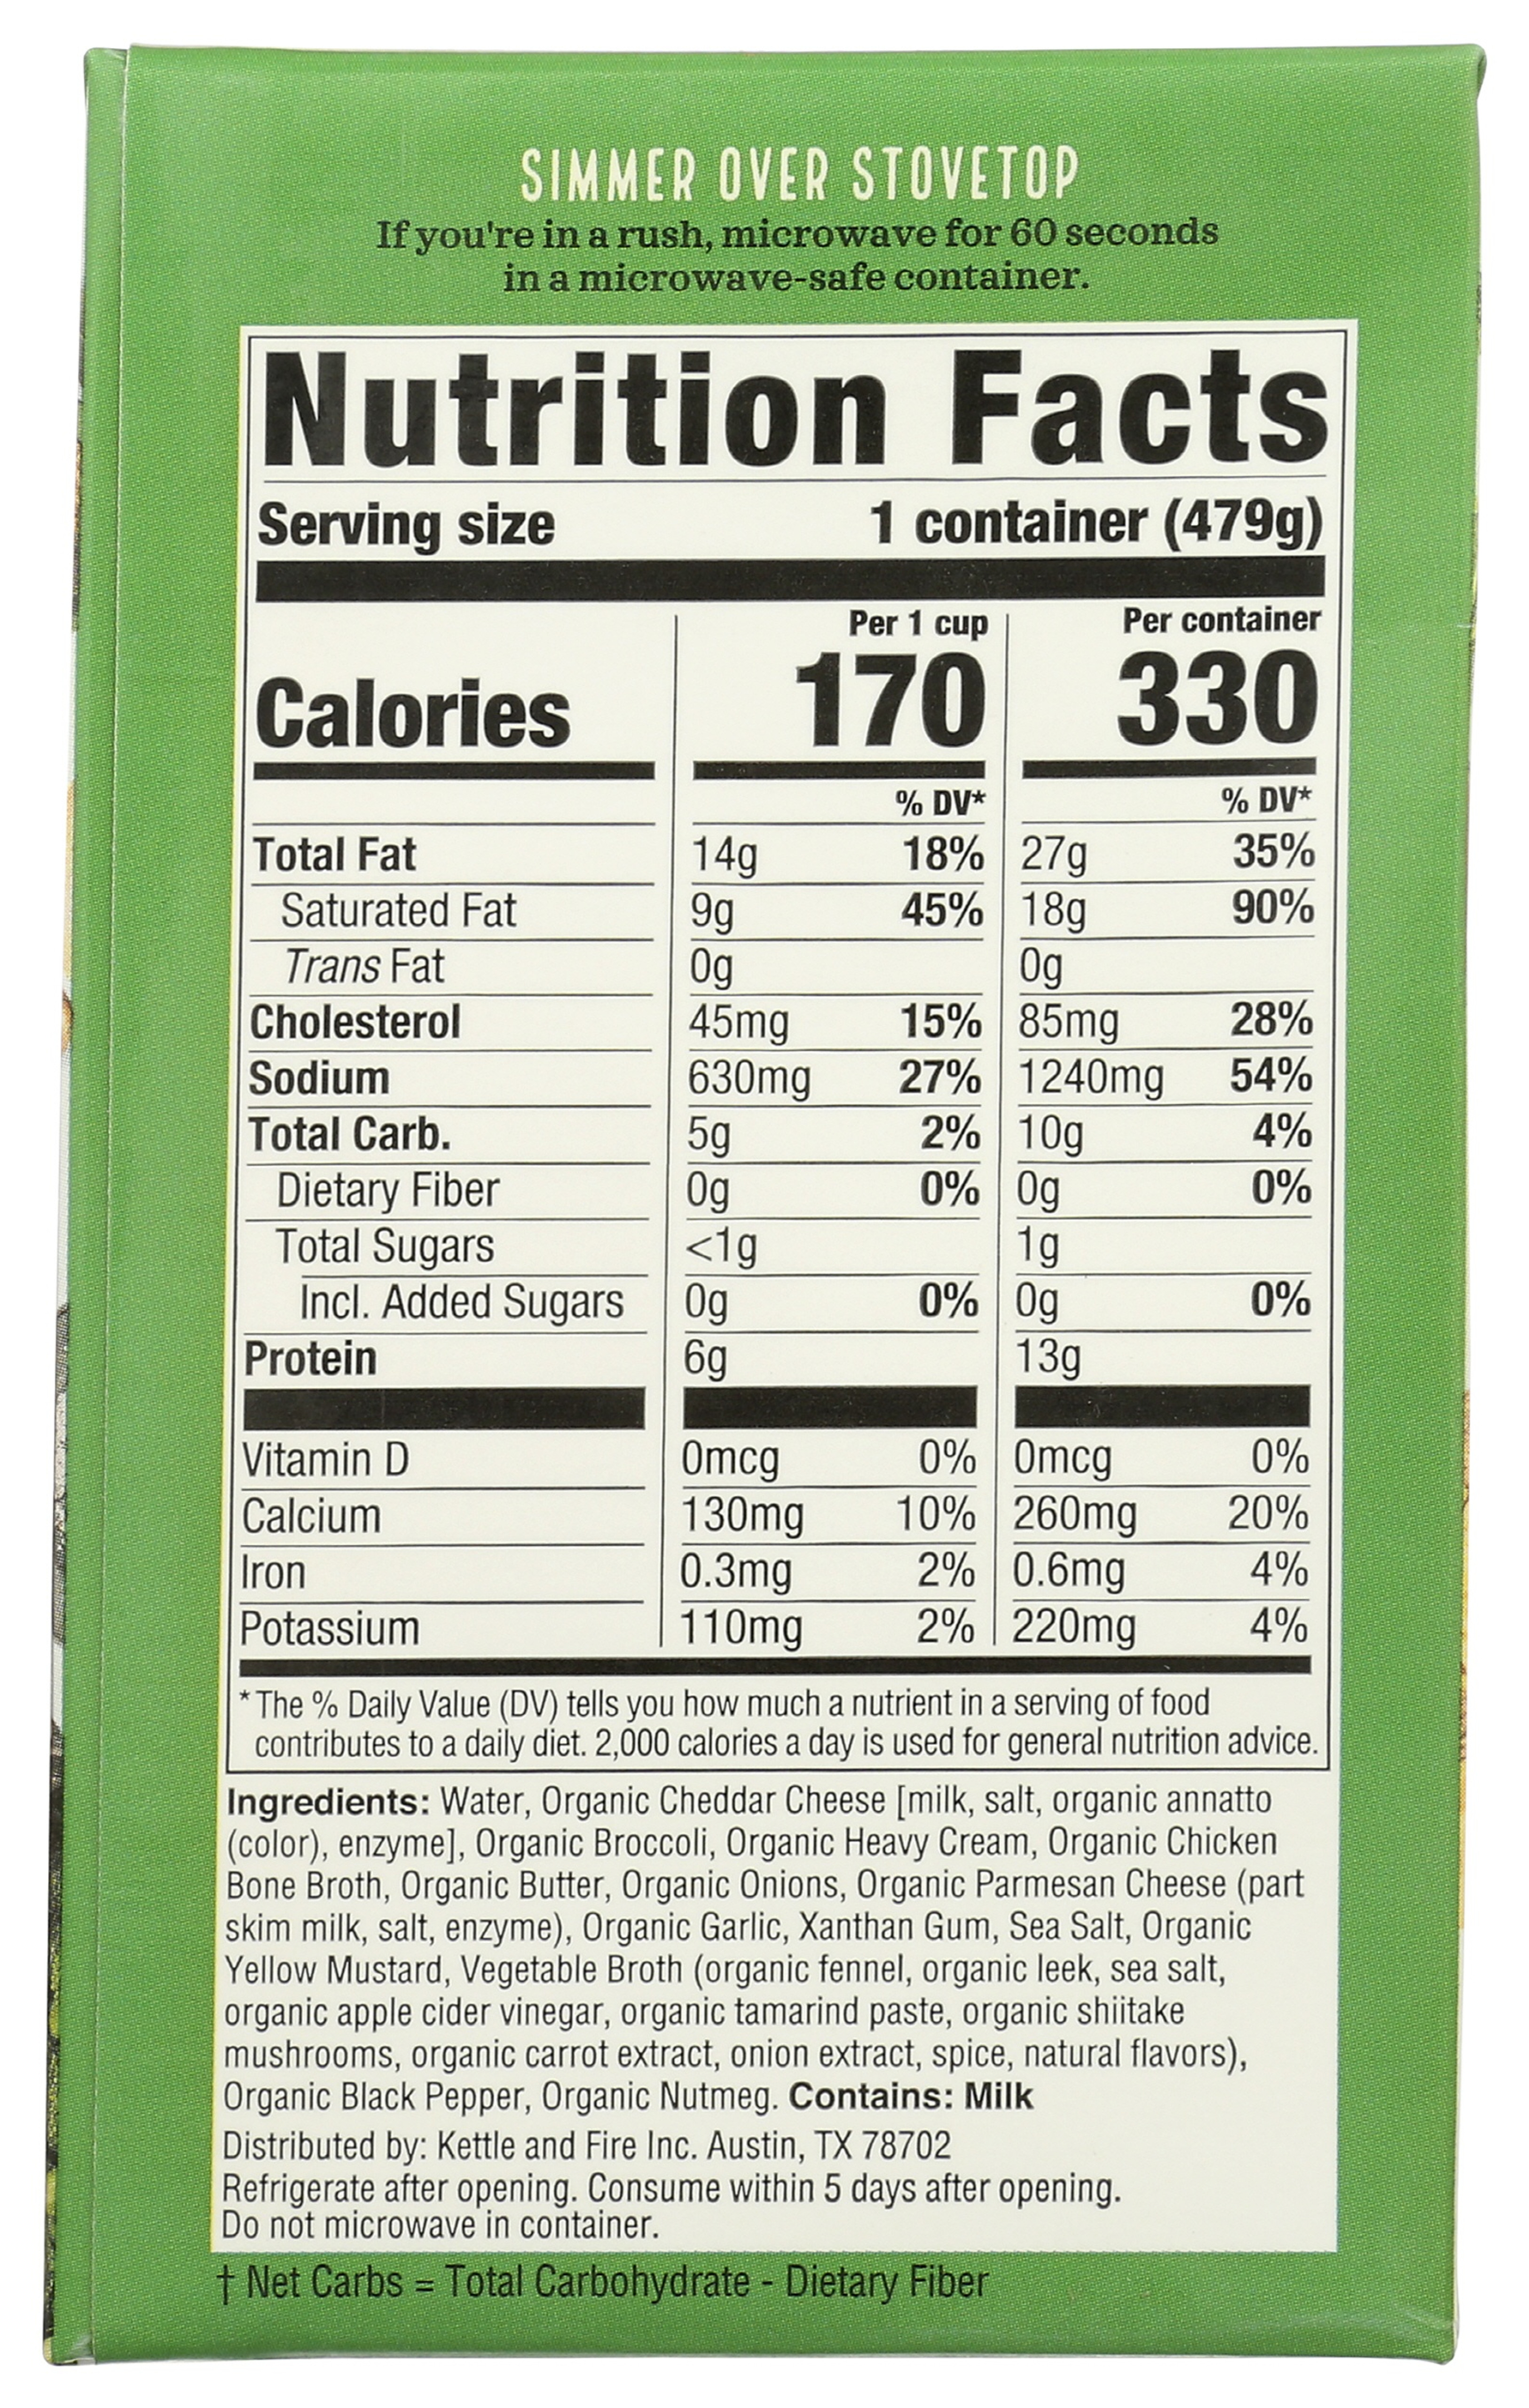 SIMMER OVER STOVETOP
If you're in a rush, microwave for 60 seconds
in a microwave-safe container.
Nutrition Facts
Serving size 1 container (479g)
Per 1 cup Per container
Calories 170 330
% DV* % DV*
Total Fat 14g 18% 27g 35%
Saturated Fat 9g 45% 18g 90%
Trans Fat 0g 0g
Cholesterol 45mg 15% 85mg 28%
Sodium 630mg 27% 1240mg 54%
Total Carb. 5g 2% 10g 4%
Dietary Fiber 0g 0% 0g 0%
Total Sugars <1g 1g
Incl. Added Sugars 0g 0% 0g 0%
Protein 6g 13g
Vitamin D 0mcg 0% 0mcg 0%
Calcium 130mg 10% 260mg 20%
Iron 0.3mg 2% 0.6mg 4%
Potassium 110mg 2% 220mg 4%
* The % Daily Value (DV) tells you how much a nutrient in a serving of food
contributes to a daily diet. 2,000 calories a day is used for general nutrition advice.
Ingredients: Water, Organic Cheddar Cheese [milk, salt, organic annatto
(color), enzyme], Organic Broccoli, Organic Heavy Cream, Organic Chicken
Bone Broth, Organic Butter, Organic Onions, Organic Parmesan Cheese (part
skim milk, salt, enzyme), Organic Garlic, Xanthan Gum, Sea Salt, Organic
Yellow Mustard, Vegetable Broth (organic fennel, organic leek, sea salt,
organic apple cider vinegar, organic tamarind paste, organic shiitake
mushrooms, organic carrot extract, onion extract, spice, natural flavors),
Organic Black Pepper, Organic Nutmeg. Contains: Milk
Distributed by: Kettle and Fire Inc. Austin, TX 78702
Refrigerate after opening. Consume within 5 days after opening.
Do not microwave in container.
† Net Carbs = Total Carbohydrate - Dietary Fiber